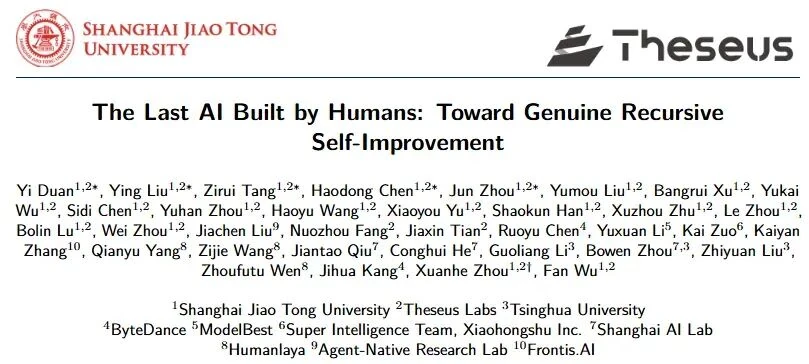 SHANGHAI JIAO TONG
UNIVERSITY
Theseus
The Last AI Built by Humans: Toward Genuine Recursive
Self-Improvement
Yi Duan1,2*, Ying Liu1,2*, Zirui Tang1,2*, Haodong Chen1,2*, Jun Zhou1,2*, Yumou Liu1,2, Bangrui Xu1,2, Yukai
Wu1,2, Sidi Chen1,2, Yuhan Zhou1,2, Haoyu Wang1,2, Xiaoyou Yu1,2, Shaokun Han1,2, Xuzhou Zhu1,2, Le Zhou1,2,
Bolin Lu1,2, Wei Zhou1,2, Jiachen Liu9, Nuozhou Fang2, Jiaxin Tian2, Ruoyu Chen4, Yuxuan Li5, Kai Zuo6, Kaiyan
Zhang10, Qianyu Yang8, Zijie Wang8, Jiantao Qiu7, Conghui He7, Guoliang Li3, Bowen Zhou7,3, Zhiyuan Liu3,
Zhoufutu Wen8, Jihua Kang4, Xuanhe Zhou1,2†, Fan Wu1,2
1Shanghai Jiao Tong University 2Theseus Labs 3Tsinghua University
4ByteDance 5ModelBest 6Super Intelligence Team, Xiaohongshu Inc. 7Shanghai AI Lab
8Humanlaya 9Agent-Native Research Lab 10Frontis.AI